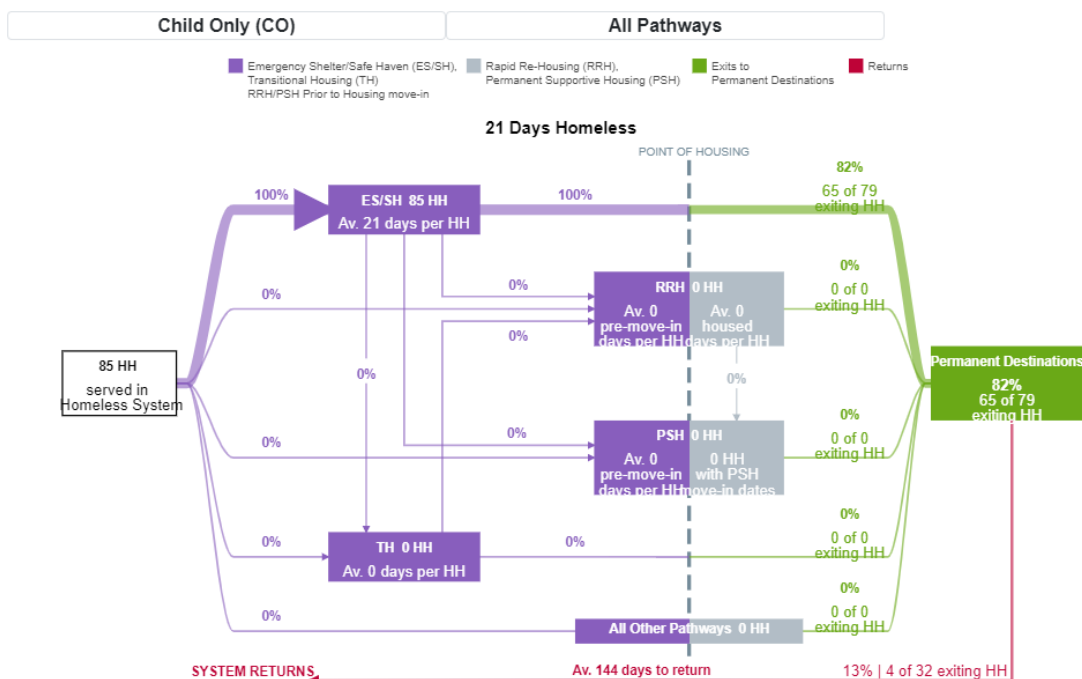 Child Only (CO)
All Pathways
Emergency Shelter/Safe Haven (ES/SH),
Transitional Housing (TH)
RRH/PSH Prior to Housing move-in
Rapid Re-Housing (RRH),
Permanent Supportive Housing (PSH)
Exits to
Permanent Destinations
Returns
21 Days Homeless
POINT OF HOUSING
82%
65 of 79
exiting HH
100%
ES/SH 85 HH
Av. 21 days per HH
100%
0%
0 of 0
exiting HH
0%
0%
RRH 0 HH
Av. 0
pre-move-in
days per HH
Av. 0
housed
days per HH
0%
85 HH
served in
Homeless System
0%
0%
Permanent Destinations
82%
65 of 79
exiting HH
0%
0 of 0
exiting HH
0%
0%
PSH 0 HH
Av. 0
pre-move-in
days per HH
0 HH
with PSH
move-in dates
0%
0 of 0
exiting HH
0%
TH 0 HH
Av. 0 days per HH
0%
0%
0 of 0
exiting HH
0%
All Other Pathways 0 HH
SYSTEM RETURNS
Av. 144 days to return
13% | 4 of 32 exiting HH